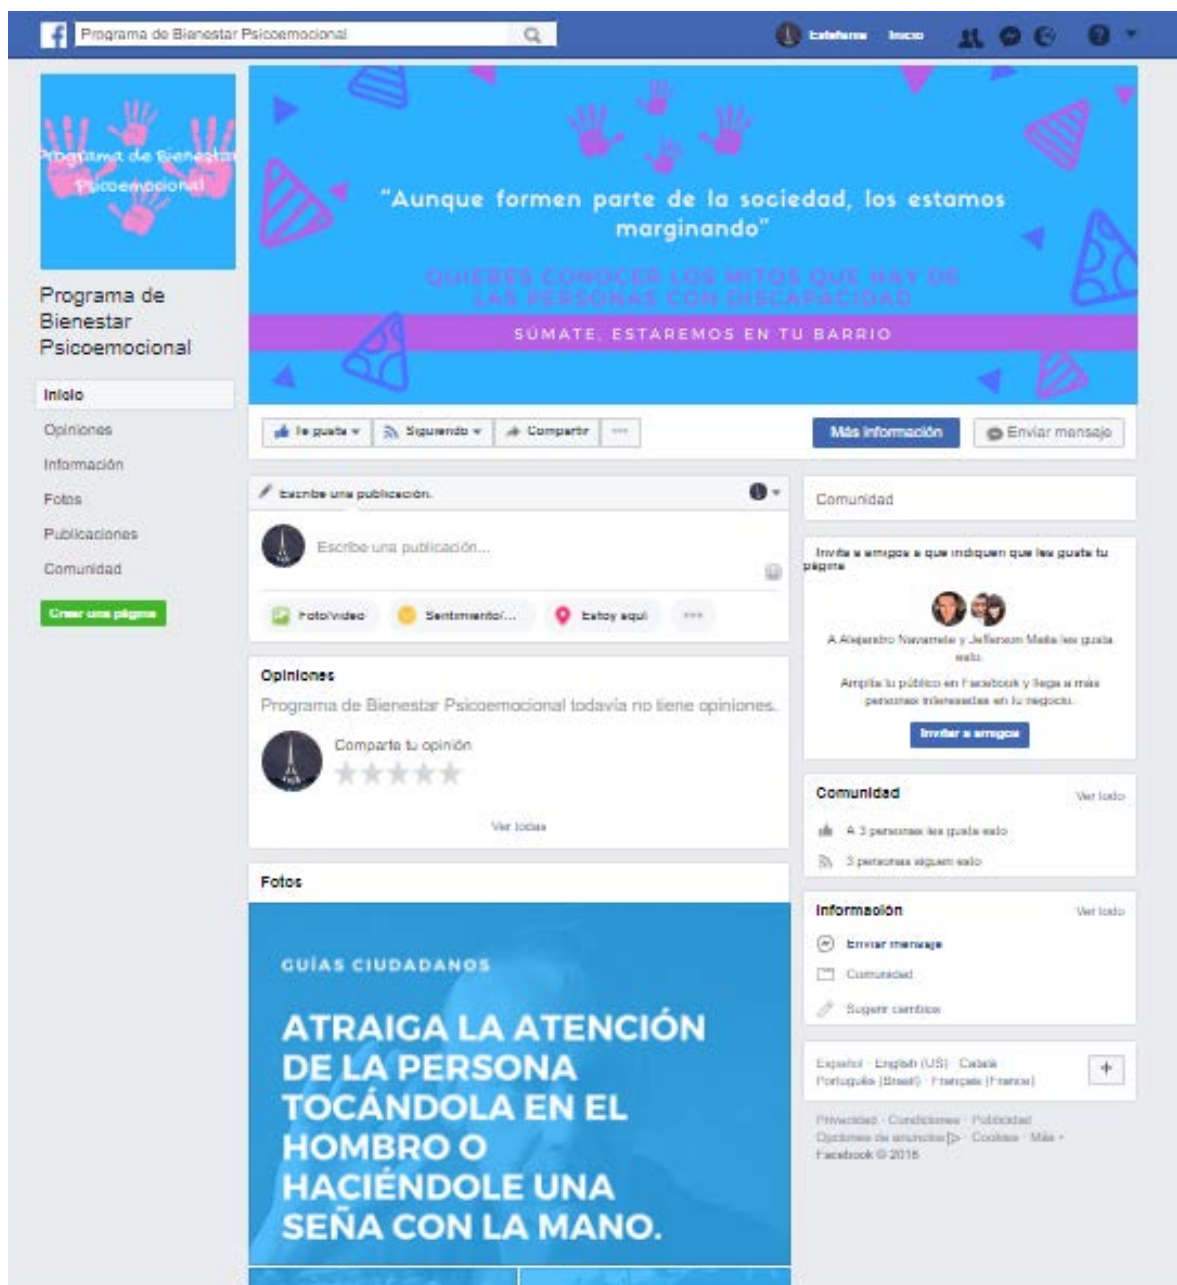 Programa de Bienestar Psicoemocional
Estefania
Inicio
Programa de Bienestar
Psicoemocional
Programa de
Bienestar
Psicoemocional
Inicio
Opiniones
Información
Fotos
Publicaciones
Comunidad
Crear una página
"Aunque formen parte de la sociedad, los estamos
marginando"
QUIERES CONOCER LOS MITOS QUE HAY DE
LAS PERSONAS CON DISCAPACIDAD
SÚMATE, ESTAREMOS EN TU BARRIO
Te gusta
Siguiendo
Compartir
Más información
Enviar mensaje
Escribe una publicación.
Escribe una publicación...
Foto/video
Sentimiento/...
Estoy aquí
Opiniones
Programa de Bienestar Psicoemocional todavía no tiene opiniones.
Comparte tu opinión
Ver todas
Fotos
GUÍAS CIUDADANOS
ATRAIGA LA ATENCIÓN
DE LA PERSONA
TOCÁNDOLA EN EL
HOMBRO O
HACIÉNDOLE UNA
SEÑA CON LA MANO.
Comunidad
Invita a amigos a que indiquen que les gusta tu
página
A Alejandro Navarrete y Jefferson Malla les gusta
esto.
Amplía tu público en Facebook y llega a más
personas interesadas en tu negocio.
Invitar a amigos
Comunidad
Ver todo
A 3 personas les gusta esto
3 personas siguen esto
Información
Ver todo
Enviar mensaje
Comunidad
Sugerir cambios
Español · English (US) · Català ·
Português (Brasil) · Français (France)
+
Privacidad · Condiciones · Publicidad ·
Opciones de anuncios · Cookies · Más
Facebook © 2018